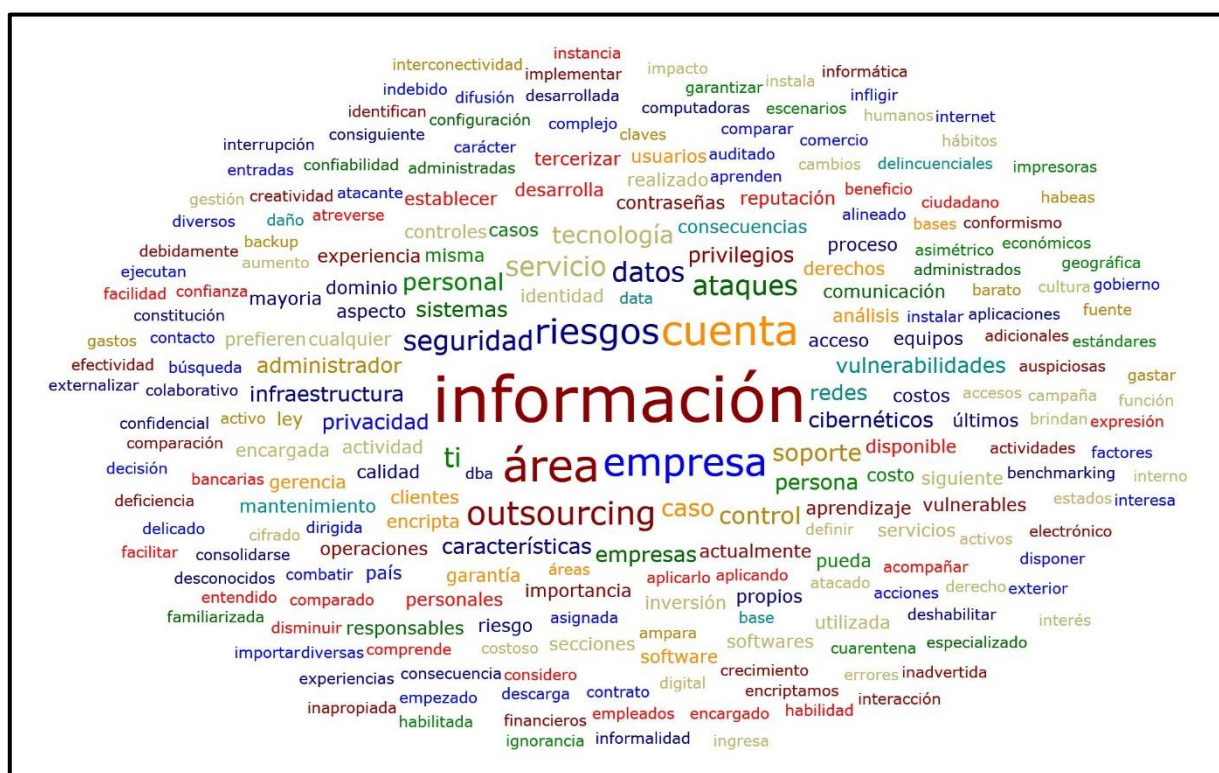 instancia
interconectividad implementar impacto instala informática
indebido difusión desarrollada garantizar infligir
identifican configuración complejo computadoras escenarios humanos internet
interrupción consiguiente carácter claves comparar comercio hábitos
entradas confiabilidad administradas tercerizar usuarios auditado cambios delincuenciales impresoras
gestión creatividad atacante establecer desarrolla realizado aprenden reputación beneficio ciudadano habeas
diversos daño atreverse contraseñas alineado bases conformismo
debidamente backup controles casos tecnología consecuencias proceso asimétrico económicos
ejecutan aumento experiencia misma servicio datos privilegios derechos administrados geográfica
facilidad confianza mayoria dominio personal identidad data ataques comunicación barato cultura gobierno
constitución aspecto sistemas análisis instalar aplicaciones fuente
gastos contacto prefieren cualquier seguridad riesgos cuenta acceso equipos adicionales estándares
efectividad búsqueda administrador vulnerabilidades auspiciosas gastar
externalizar colaborativo infraestructura información redes costos accesos campaña función
confidencial activo ley privacidad cibernéticos últimos brindan expresión
comparación encargada actividad ti área empresa soporte disponible actividades factores
decisión bancarias gerencia calidad dba persona costo siguiente benchmarking interno
deficiencia mantenimiento clientes outsourcing caso control aprendizaje vulnerables estados interesa
delicado cifrado dirigida encripta definir servicios activos electrónico
facilitar consolidarse operaciones características empresas actualmente pueda acompañar disponer
desconocidos combatir país garantía áreas importancia aplicarlo aplicando atacado acciones derecho exterior
entendido comparado personales inversión propios deshabilitar
familiarizada disminuir responsables riesgo asignada ampara base utilizada interés
importar diversas comprende costoso secciones software softwares cuarentena especializado
experiencias consecuencia considero digital crecimiento errores inadvertida
inapropiada empezado descarga contrato encriptamos interacción
habilitada financieros empleados encargado habilidad
ignorancia informalidad ingresa